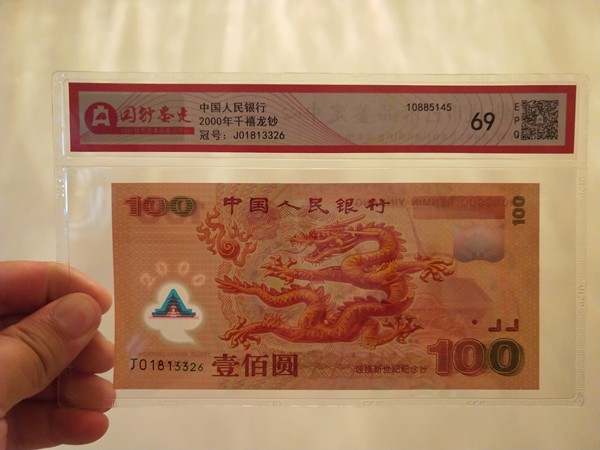 国钞鉴定
中国人民银行
2000年千禧龙钞
冠号: J01813326
10885145
69
EPQ
100
中国人民银行
100
2000
J01813326
壹佰圆
迎接新世纪纪念钞
100